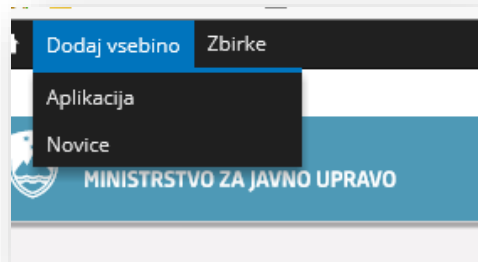 Dodaj vsebino Zbirke
Aplikacija
Novice
MINISTRSTVO ZA JAVNO UPRAVO